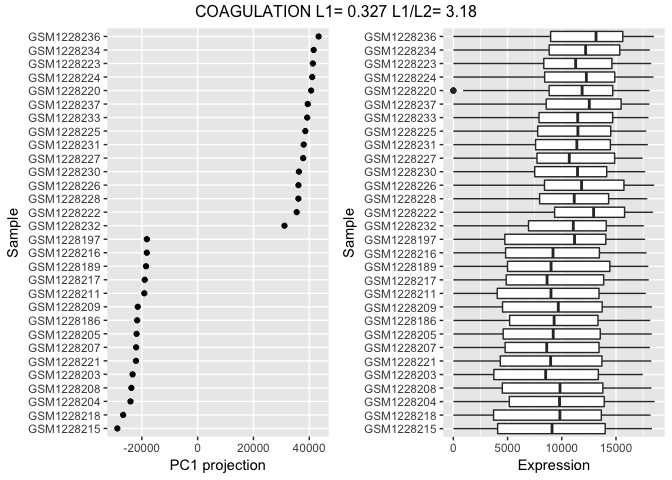 COAGULATION L1= 0.327 L1/L2= 3.18
Sample
GSM1228236
GSM1228234
GSM1228223
GSM1228224
GSM1228220
GSM1228237
GSM1228233
GSM1228225
GSM1228231
GSM1228227
GSM1228230
GSM1228226
GSM1228228
GSM1228222
GSM1228232
GSM1228197
GSM1228216
GSM1228189
GSM1228217
GSM1228211
GSM1228209
GSM1228186
GSM1228205
GSM1228207
GSM1228221
GSM1228203
GSM1228208
GSM1228204
GSM1228218
GSM1228215
-20000 0 20000 40000
PC1 projection
Sample
GSM1228236
GSM1228234
GSM1228223
GSM1228224
GSM1228220
GSM1228237
GSM1228233
GSM1228225
GSM1228231
GSM1228227
GSM1228230
GSM1228226
GSM1228228
GSM1228222
GSM1228232
GSM1228197
GSM1228216
GSM1228189
GSM1228217
GSM1228211
GSM1228209
GSM1228186
GSM1228205
GSM1228207
GSM1228221
GSM1228203
GSM1228208
GSM1228204
GSM1228218
GSM1228215
0 5000 10000 15000
Expression